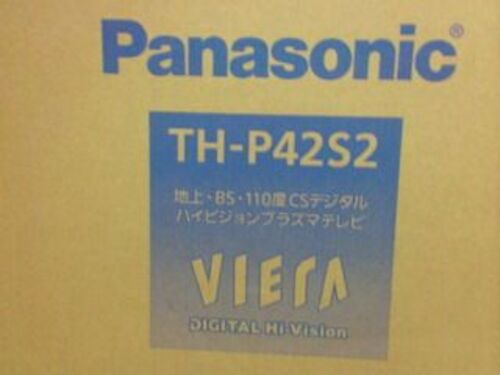 Panasonic®
TH-P42S2
地上・BS・110度CSデジタル
ハイビジョンプラズマテレビ
VIErA
DIGITAL Hi-Vision